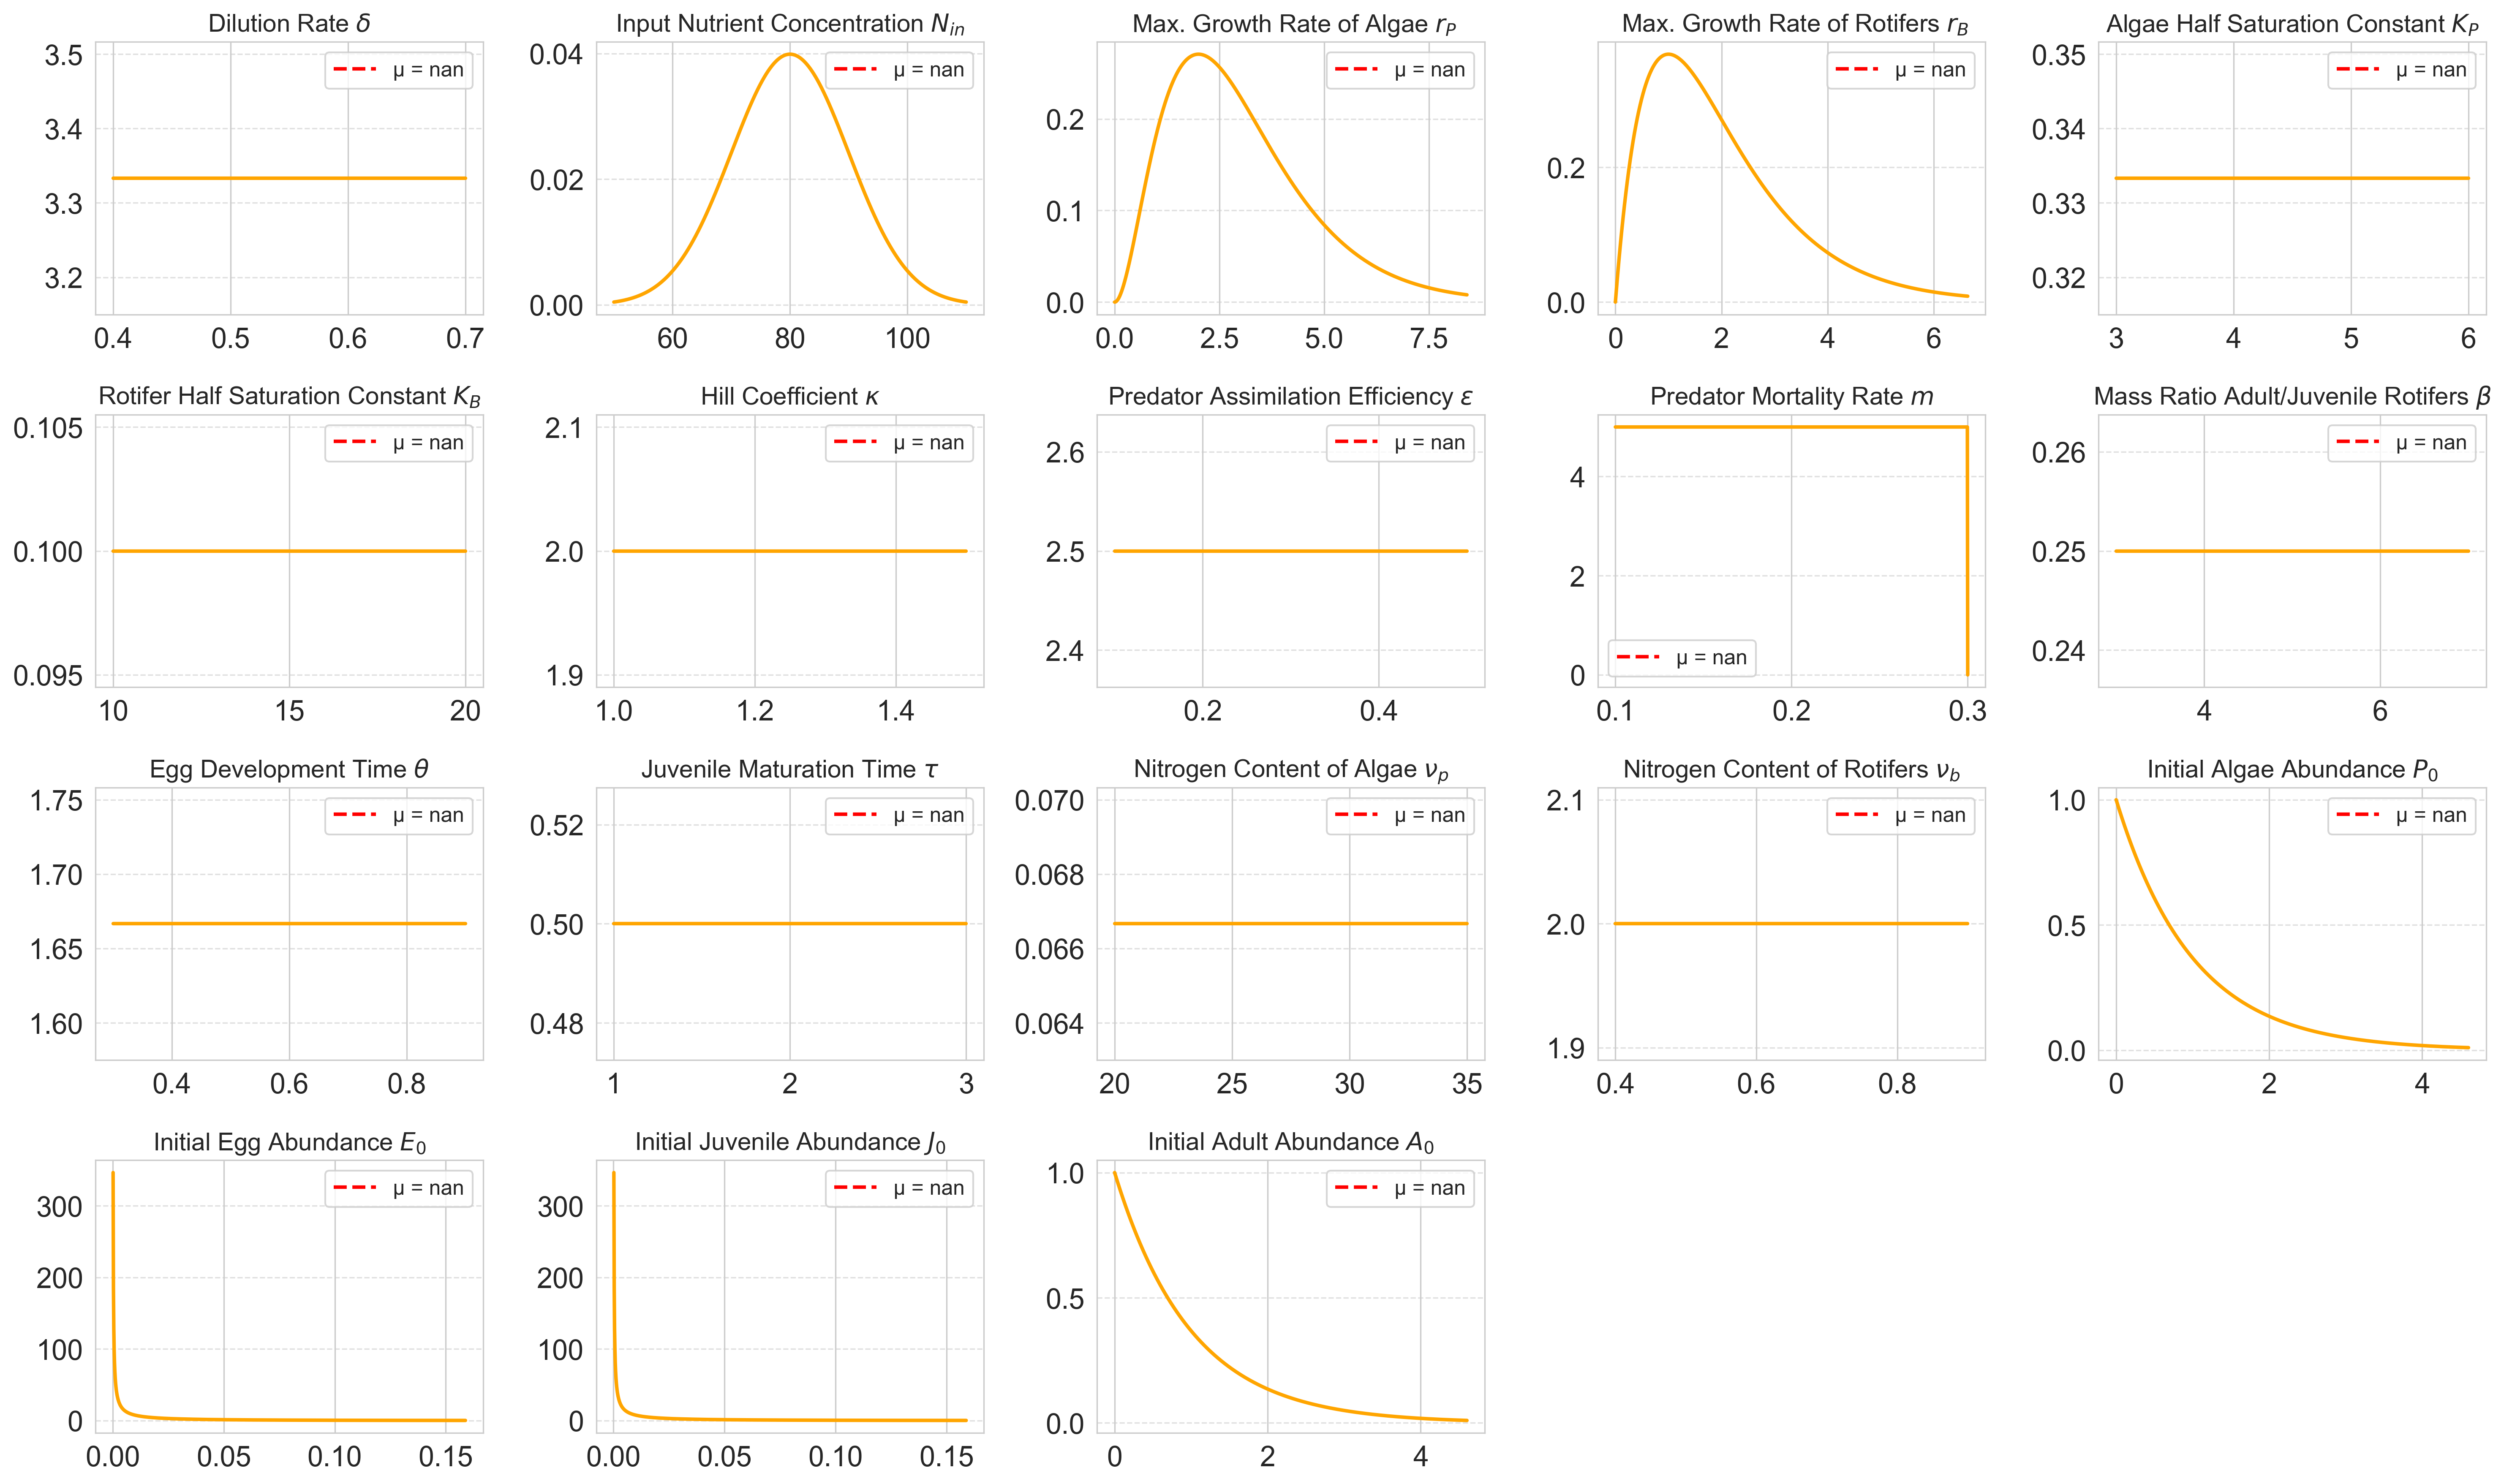 Dilution Rate δ
μ = nan
3.5
3.4
3.3
3.2
0.4 0.5 0.6 0.7
Input Nutrient Concentration N_in
μ = nan
0.04
0.02
0.00
60 80 100
Max. Growth Rate of Algae r_P
μ = nan
0.2
0.1
0.0
0.0 2.5 5.0 7.5
Max. Growth Rate of Rotifers r_B
μ = nan
0.2
0.0
0 2 4 6
Algae Half Saturation Constant K_P
μ = nan
0.35
0.34
0.33
0.32
3 4 5 6
Rotifer Half Saturation Constant K_B
μ = nan
0.105
0.100
0.095
10 15 20
Hill Coefficient κ
μ = nan
2.1
2.0
1.9
1.0 1.2 1.4
Predator Assimilation Efficiency ε
μ = nan
2.6
2.5
2.4
0.2 0.4
Predator Mortality Rate m
4
2
μ = nan
0
0.1 0.2 0.3
Mass Ratio Adult/Juvenile Rotifers β
μ = nan
0.26
0.25
0.24
4 6
Egg Development Time θ
μ = nan
1.75
1.70
1.65
1.60
0.4 0.6 0.8
Juvenile Maturation Time τ
μ = nan
0.52
0.50
0.48
1 2 3
Nitrogen Content of Algae ν_p
μ = nan
0.070
0.068
0.066
0.064
20 25 30 35
Nitrogen Content of Rotifers ν_b
μ = nan
2.1
2.0
1.9
0.4 0.6 0.8
Initial Algae Abundance P_0
μ = nan
1.0
0.5
0.0
0 2 4
Initial Egg Abundance E_0
μ = nan
300
200
100
0
0.00 0.05 0.10 0.15
Initial Juvenile Abundance J_0
μ = nan
300
200
100
0
0.00 0.05 0.10 0.15
Initial Adult Abundance A_0
μ = nan
1.0
0.5
0.0
0 2 4